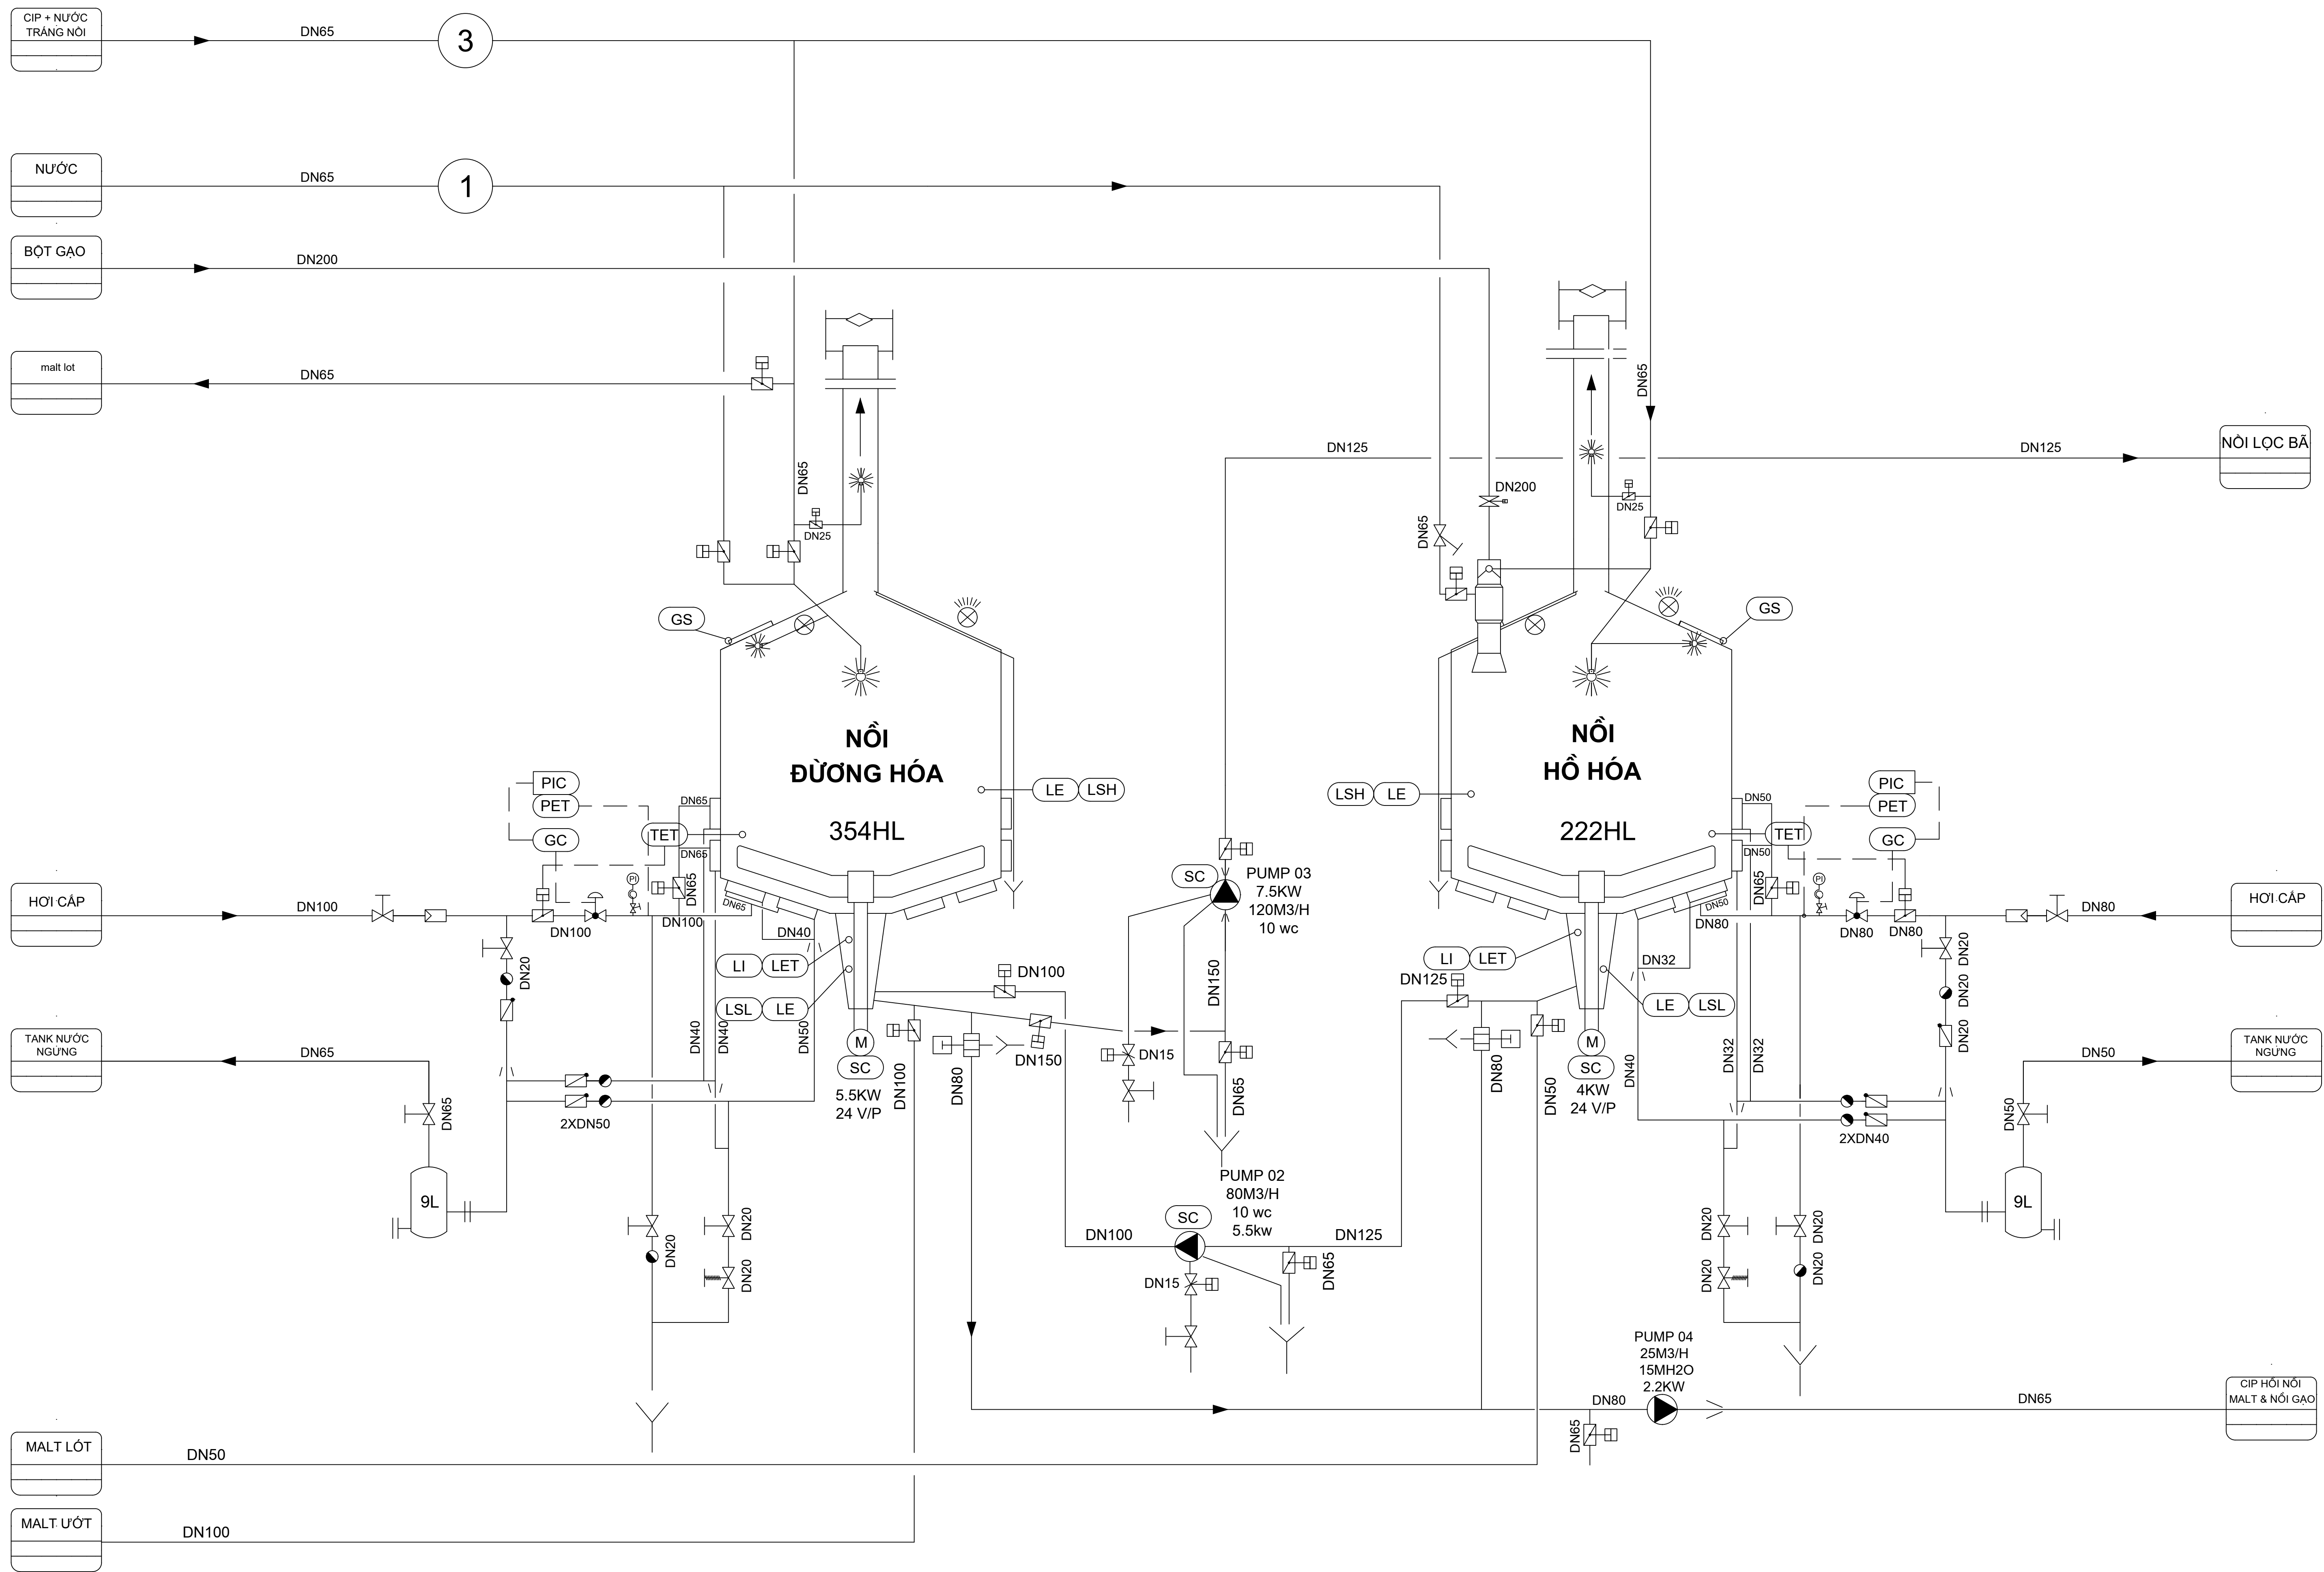 CIP + NƯỚC
TRÁNG NỒI
DN65
3
NƯỚC
DN65
1
BỘT GẠO
DN200
malt lot
DN65
DN65
DN25
DN65
DN125
DN125
NỒI LỌC BÃ
DN200
DN25
DN65
GS
GS
NỒI
ĐỪƠNG HÓA
354HL
NỒI
HỒ HÓA
222HL
PIC
PET
GC
TET
DN65
DN65
LE
LSH
LSH
LE
DN50
DN50
TET
PIC
PET
GC
HƠI CẤP
DN100
DN100
PI
DN65
DN100
DN65
DN40
SC
PUMP 03
7.5KW
120M3/H
10 wc
DN50
DN80
DN65
PI
DN80
DN80
DN80
HƠI CẤP
DN20
LI
LET
LSL
LE
DN100
DN150
DN150
LI
LET
DN125
DN32
LE
LSL
DN20
DN20
DN20
TANK NƯỚC
NGƯNG
DN65
DN65
DN40
DN40
DN50
M
SC
5.5KW
24 V/P
DN100
DN80
DN15
DN65
DN80
DN50
M
SC
4KW
24 V/P
DN40
DN32
DN32
DN50
DN50
TANK NƯỚC
NGƯNG
2XDN50
2XDN40
9L
9L
DN20
DN20
DN20
PUMP 02
80M3/H
10 wc
5.5kw
SC
DN100
DN125
DN15
DN65
DN20
DN20
DN20
DN20
PUMP 04
25M3/H
15MH2O
2.2KW
DN80
DN65
DN65
CIP HỒI NỒI
MALT & NỒI GẠO
MALT LÓT
DN50
MALT ƯỚT
DN100